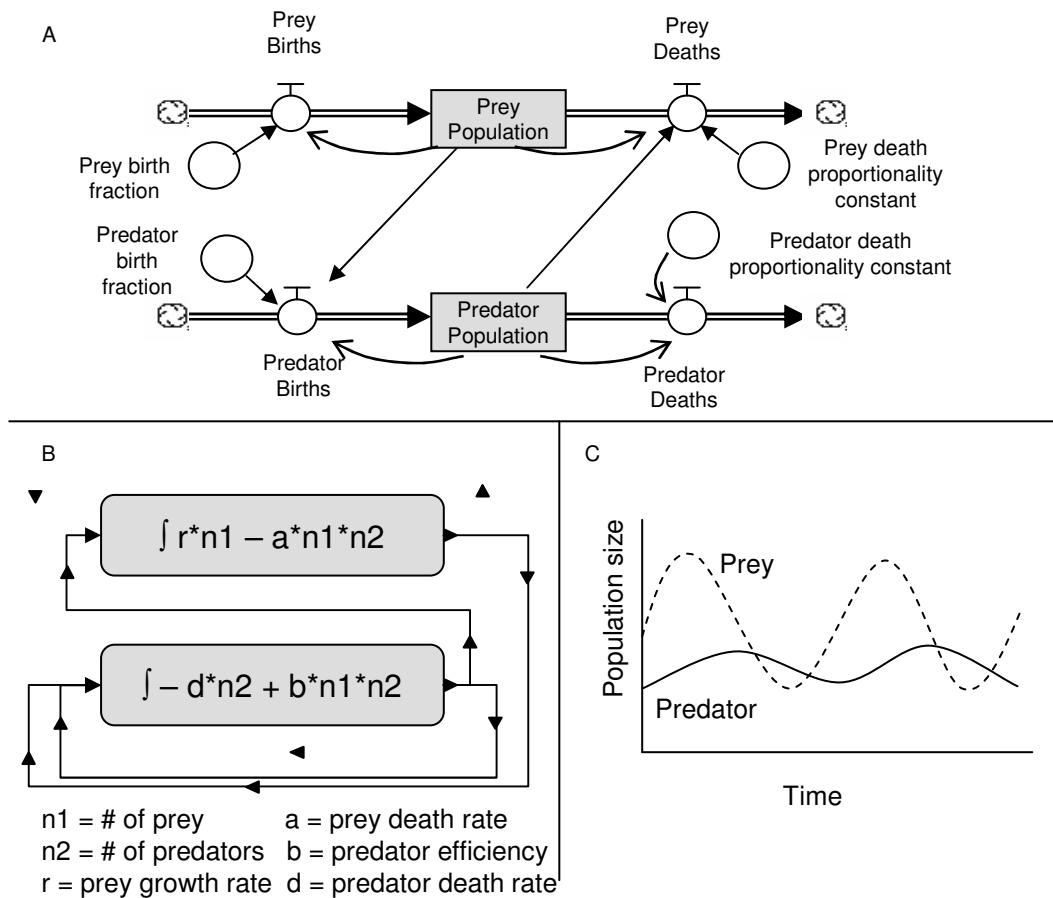 A
Prey
Births
Prey
Deaths
Prey
Population
Prey birth
fraction
Prey death
proportionality
constant
Predator
birth
fraction
Predator death
proportionality constant
Predator
Population
Predator
Births
Predator
Deaths
B
∫ r*n1 – a*n1*n2
∫ – d*n2 + b*n1*n2
n1 = # of prey
a = prey death rate
n2 = # of predators
b = predator efficiency
r = prey growth rate
d = predator death rate
C
Population size
Prey
Predator
Time